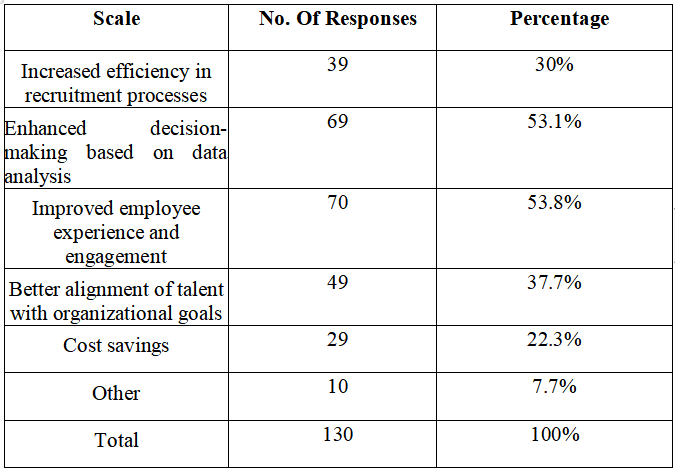 Scale No. Of Responses Percentage
Increased efficiency in 39 30%
recruitment processes
Enhanced decision- 69 53.1%
making based on data
analysis
Improved employee 70 53.8%
experience and
engagement
Better alignment of talent 49 37.7%
with organizational goals
Cost savings 29 22.3%
Other 10 7.7%
Total 130 100%